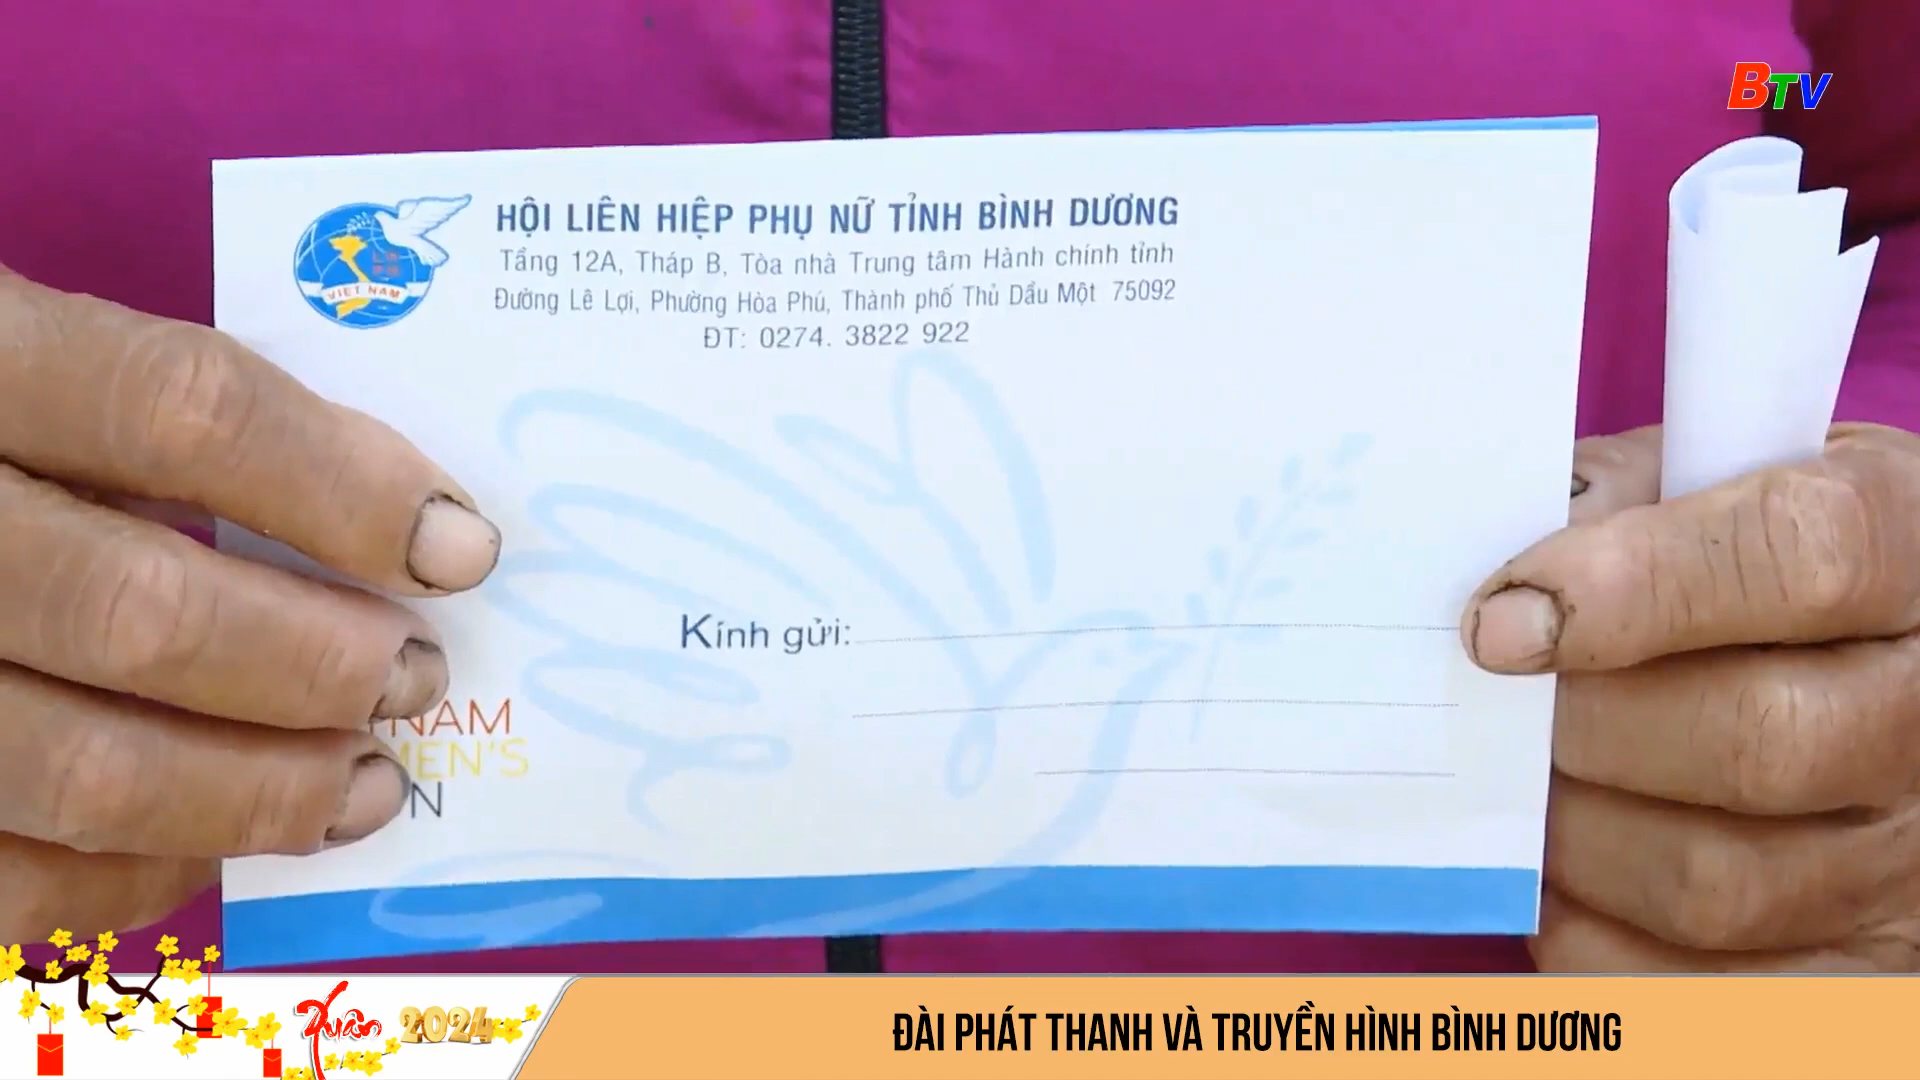 BTV
HỘI LIÊN HIỆP PHỤ NỮ TỈNH BÌNH DƯƠNG
Tầng 12A, Tháp B, Tòa nhà Trung tâm Hành chính tỉnh
Đường Lê Lợi, Phường Hòa Phú, Thành phố Thủ Dầu Một 75092
ĐT: 0274. 3822 922
VIET NAM
Kính gửi:
NAM
MEN'S
N
Xuân 2024
ĐÀI PHÁT THANH VÀ TRUYỀN HÌNH BÌNH DƯƠNG